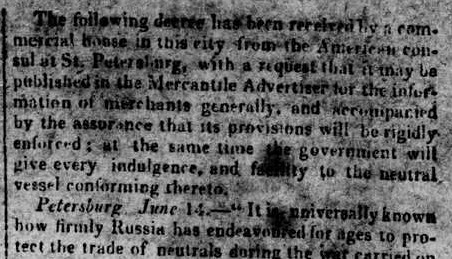 The following decree has been received by a com-
mercial house in this city from the American con-
sul at St. Petersburg, with a request that it may be
published in the Mercantile Advertiser for the infor-
mation of merchants generally, and accompanied
by the assurance that its provisions will be rigidly
enforced; at the same time the government will
give every indulgence, and facility to the neutral
vessel conforming thereto.
Petersburg, June 14.—" It is universally known
how firmly Russia has endeavoured for ages to pro-
tect the trade of neutrals during the war carried on